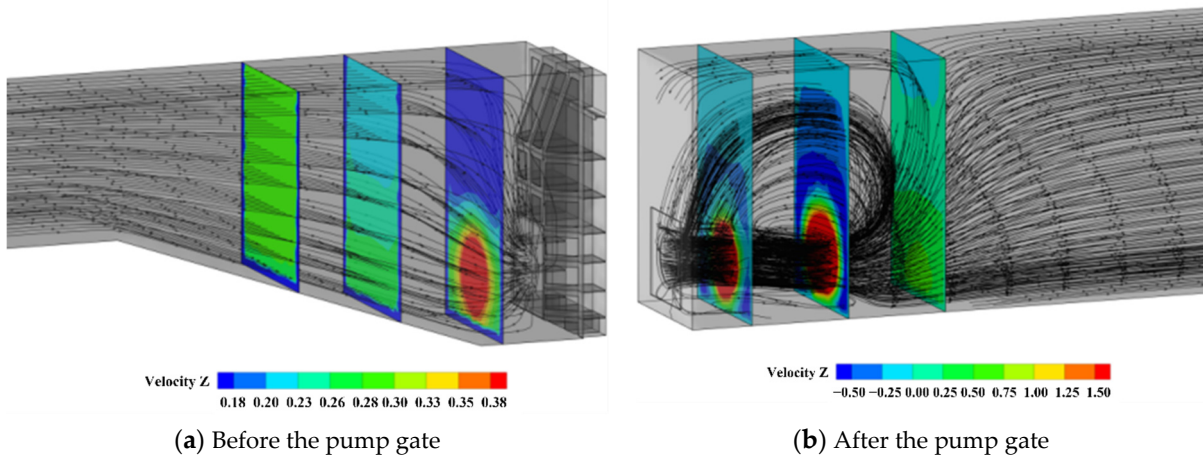 Velocity Z
0.18 0.20 0.23 0.26 0.28 0.30 0.33 0.35 0.38
(a) Before the pump gate
Velocity Z
−0.50 −0.25 0.00 0.25 0.50 0.75 1.00 1.25 1.50
(b) After the pump gate